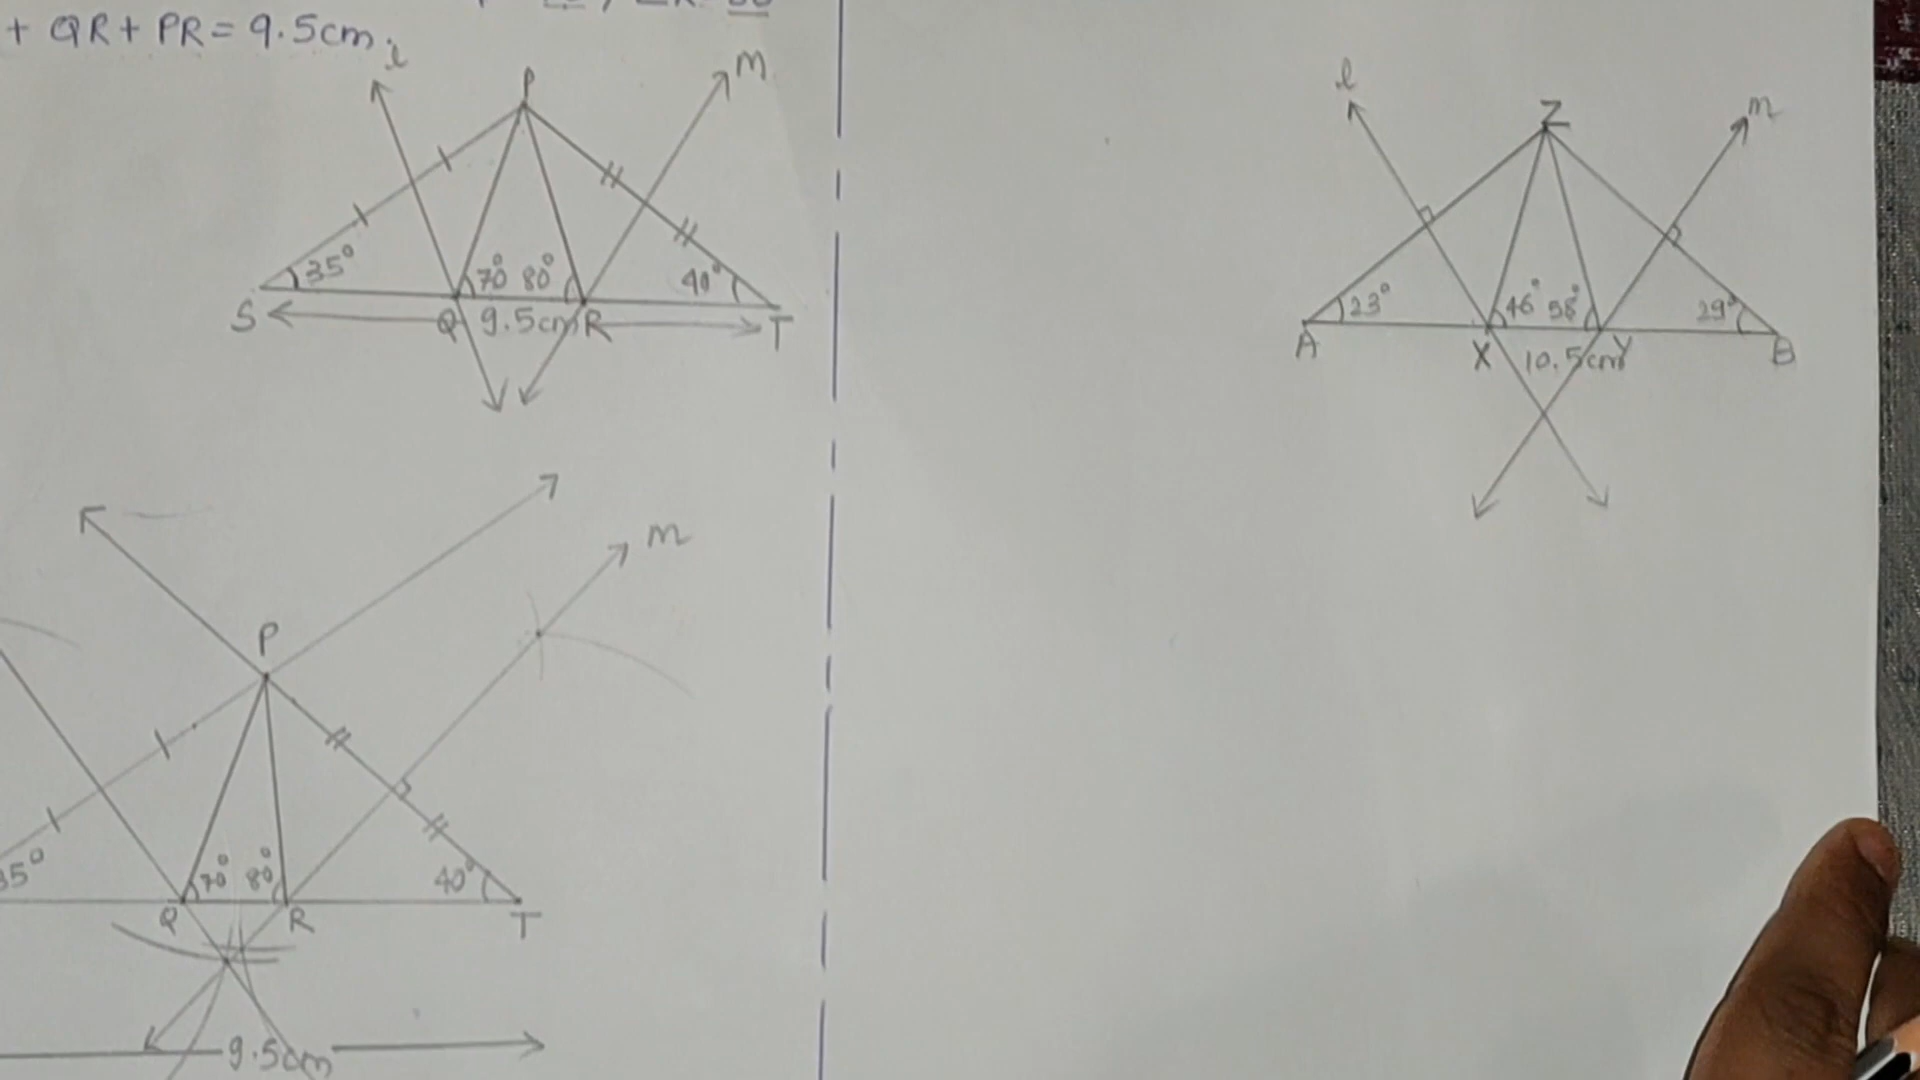 + QR + PR = 9.5cm.
l
P
m
35°
70° 80°
40°
S
Q
9.5cm
R
T
l
Z
m
23°
46° 58°
29°
A
X
10.5cm
Y
B
m
P
35°
70° 80°
40°
Q
R
T
9.5cm